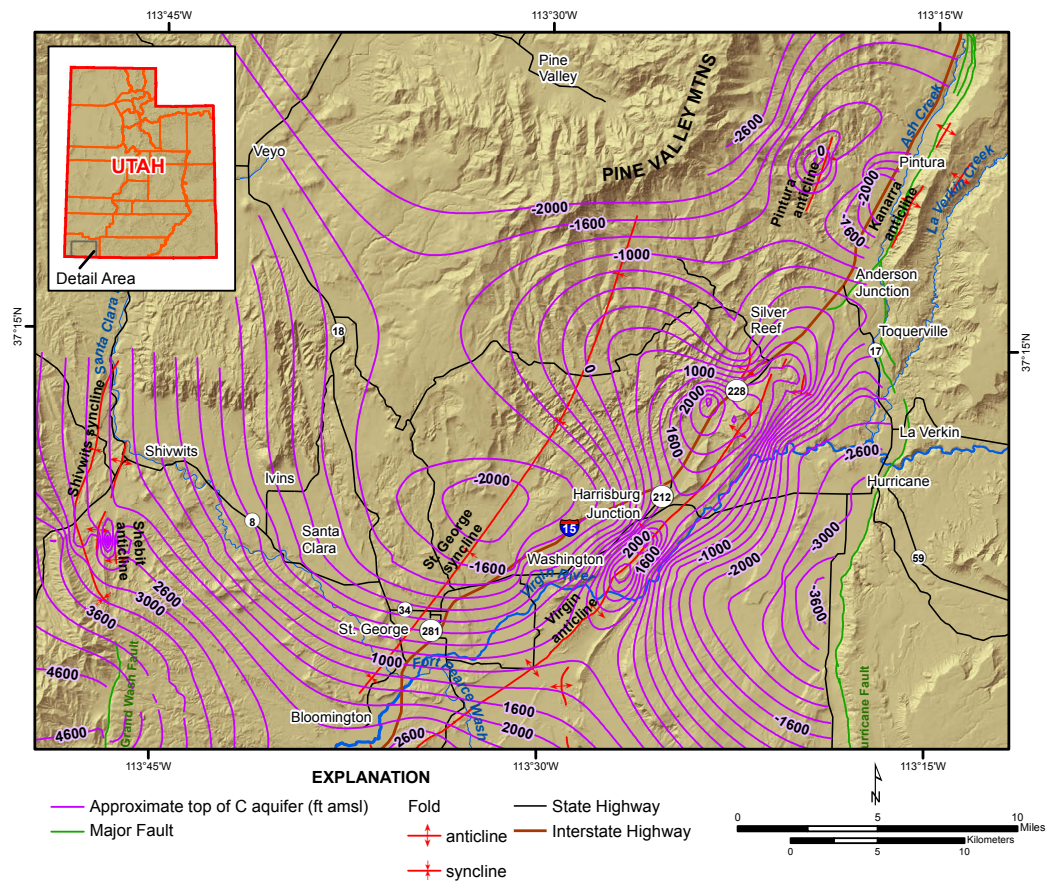 113°45'W
113°30'W
113°15'W
UTAH
Detail Area
Pine
Valley
PINE VALLEY MTNS
Veyo
-2600
0
Ash Creek
Pintura
La Verkin Creek
Pintura
anticline
-2000
Kanarra
anticline
-7600
-2000
-1600
-1000
Anderson
Junction
37°15'N
37°15'N
Santa Clara
18
Silver
Reef
Toquerville
17
0
1000
228
2000
1600
Shivwits syncline
Shivwits
La Verkin
-2600
Ivins
-2000
Hurricane
Harrisburg
Junction
212
8
Santa
Clara
St. George
syncline
15
-3000
59
Shebit
anticline
Washington
2000
1600
-1000
-2000
-1600
Virgin River
-3600
2600
3000
3600
34
St. George
281
Virgin
anticline
1000
Fort Pearce Wash
4600
Grand Wash Fault
Bloomington
1600
2000
2600
-1600
urricane Fault
4600
113°45'W
113°30'W
113°15'W
EXPLANATION
Approximate top of C aquifer (ft amsl)
Major Fault
Fold
anticline
syncline
State Highway
Interstate Highway
N
0
5
10
Miles
Kilometers
0
5
10